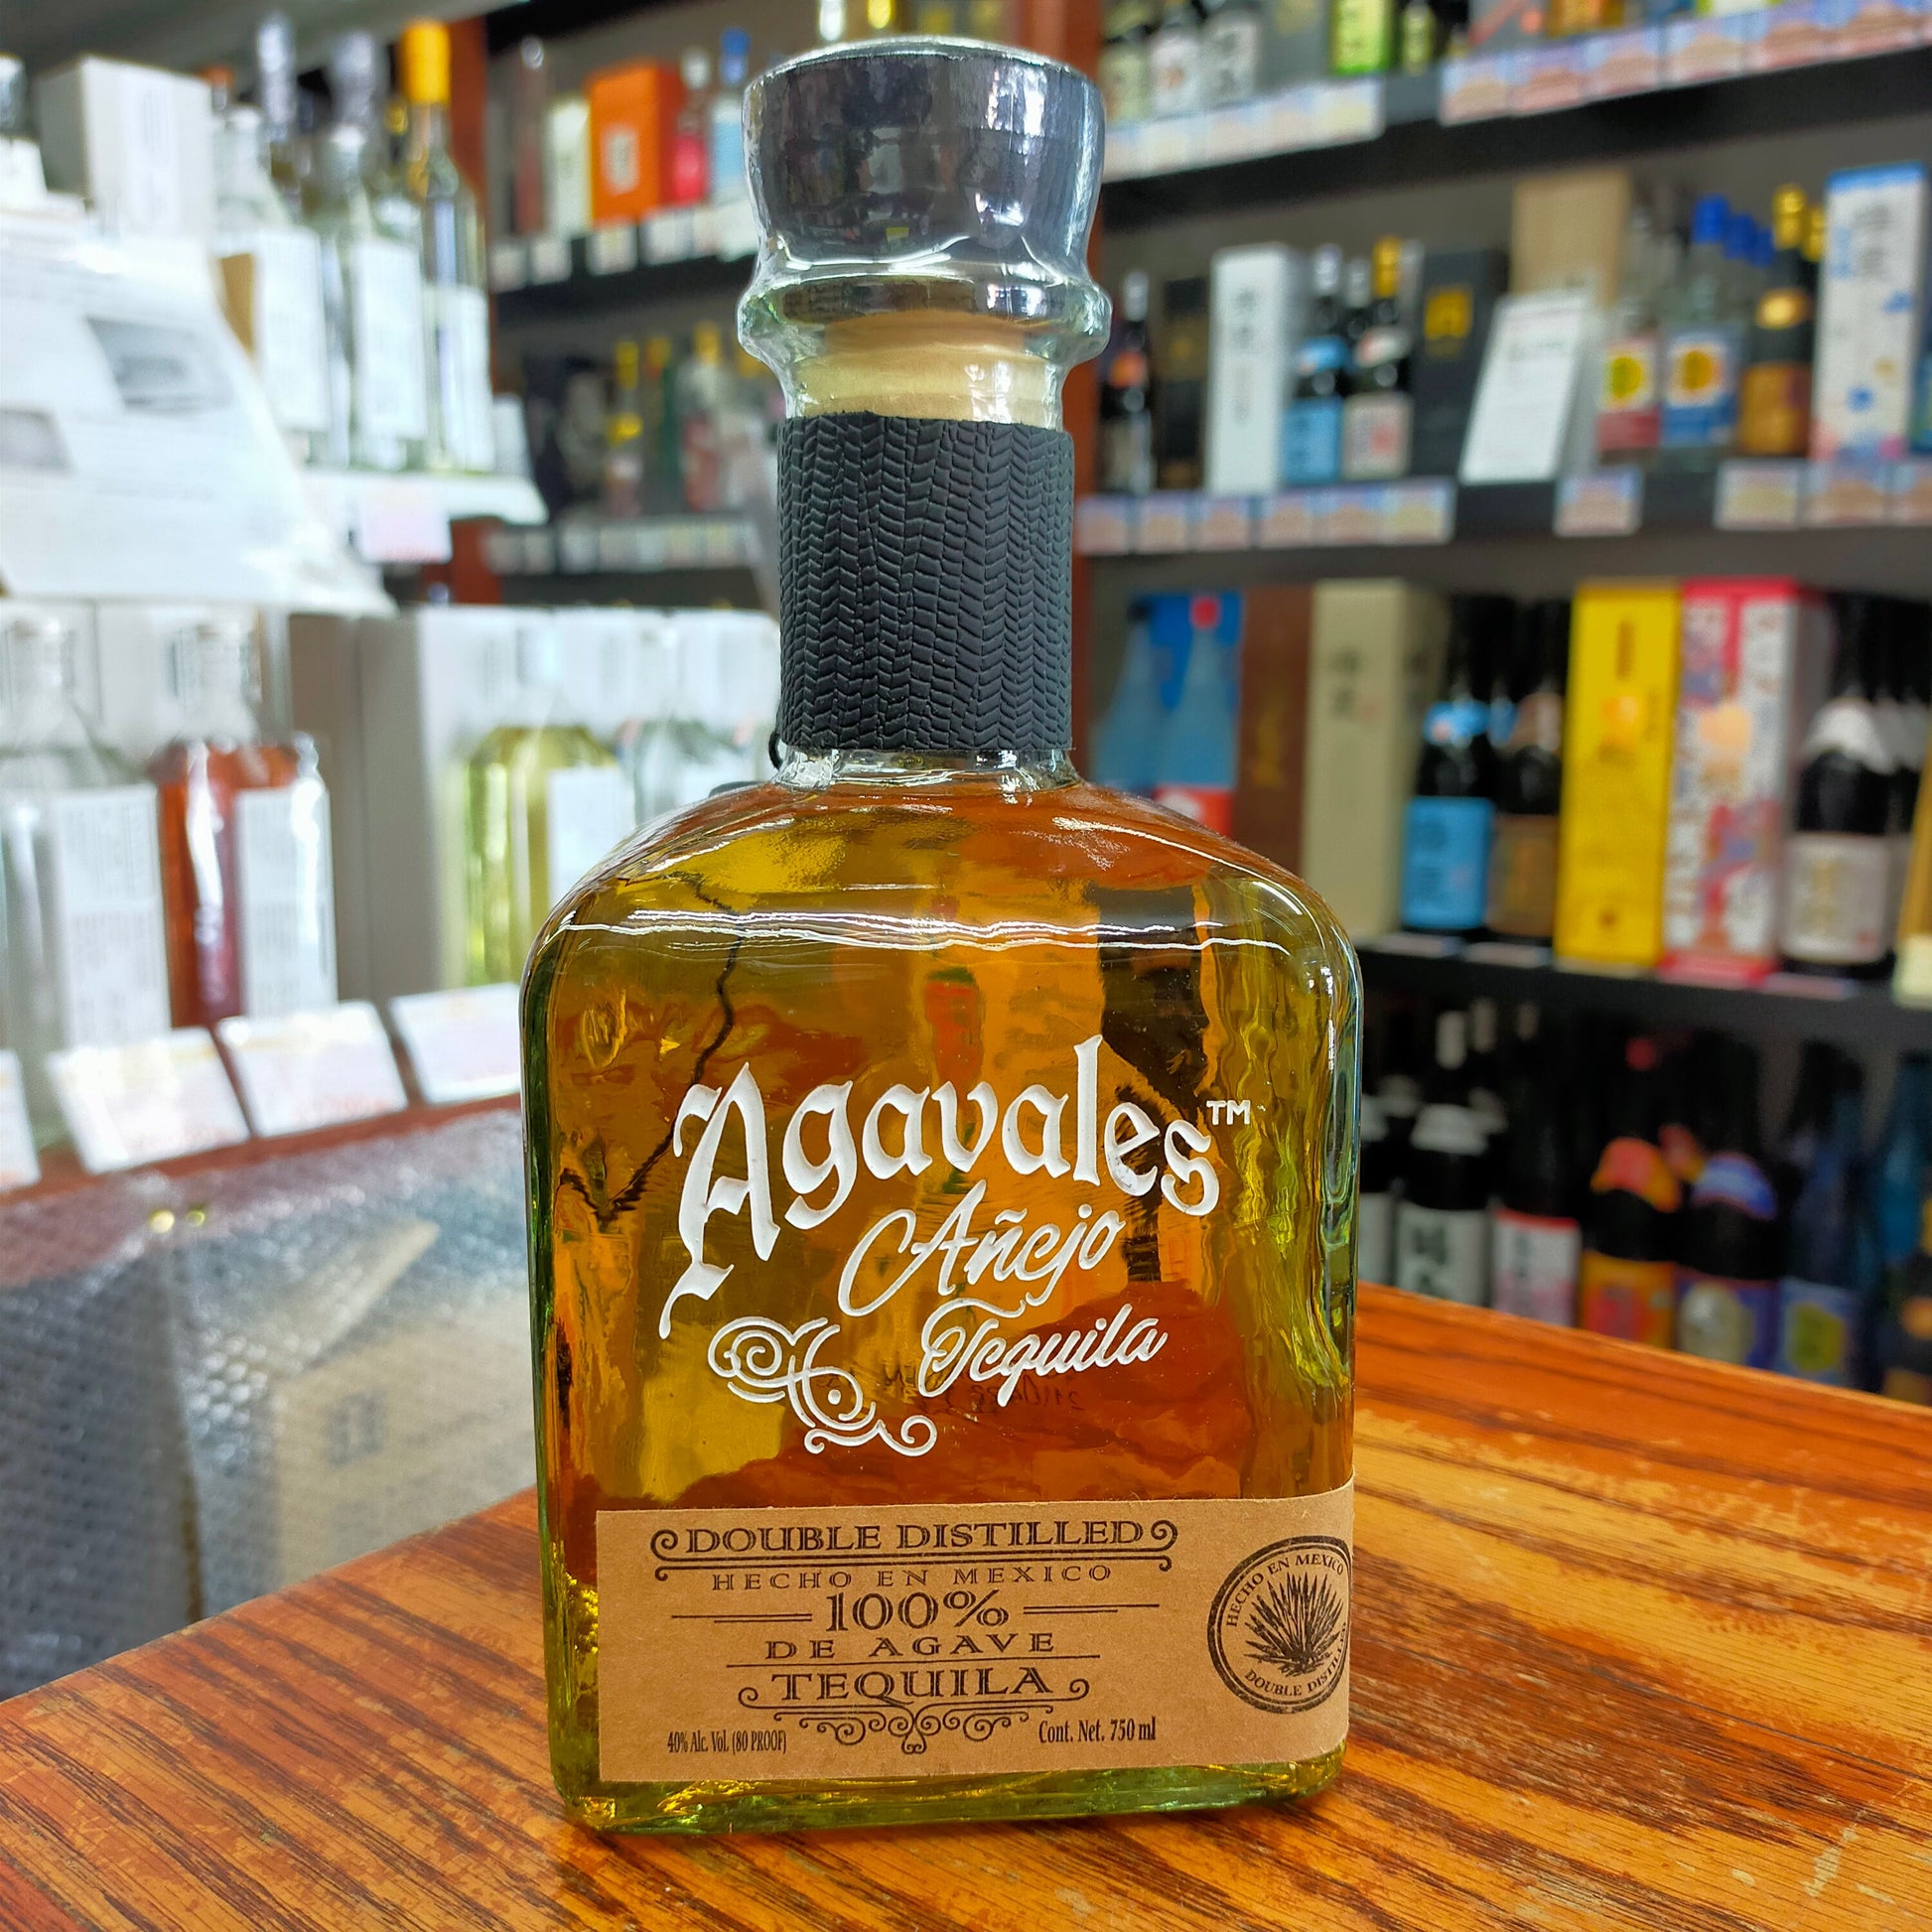 Agavales™
Añejo
Tequila
DOUBLE DISTILLED
HECHO EN MEXICO
100%
DE AGAVE
TEQUILA
40% Alc. Vol. (80 PROOF)
Cont. Net. 750 ml
HECHO EN MEXICO
DOUBLE